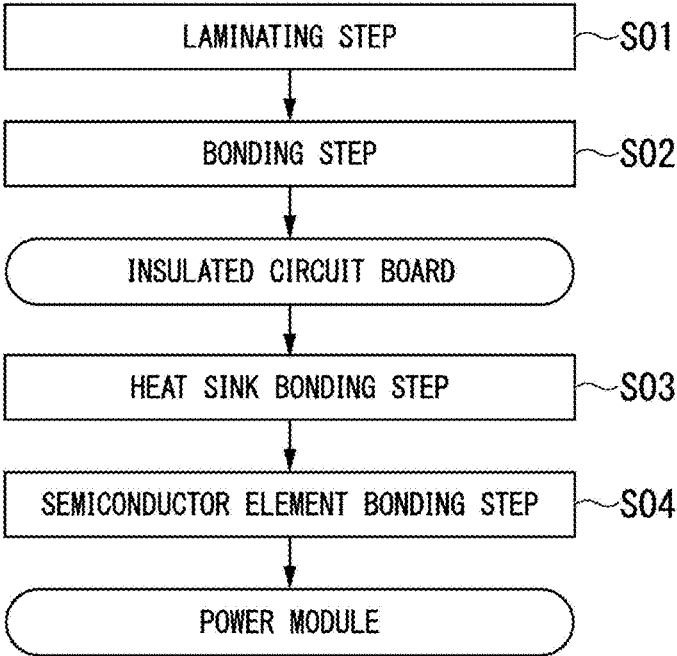 LAMINATING STEP S01
BONDING STEP S02
INSULATED CIRCUIT BOARD
HEAT SINK BONDING STEP S03
SEMICONDUCTOR ELEMENT BONDING STEP S04
POWER MODULE